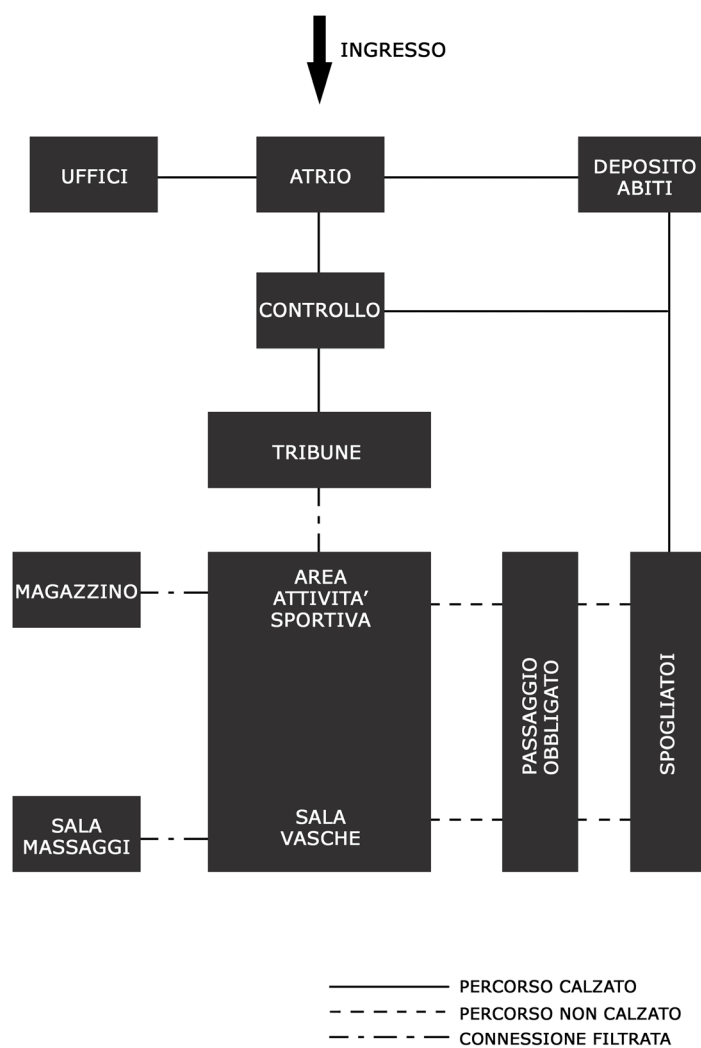 INGRESSO
UFFICI
ATRIO
DEPOSITO
ABITI
CONTROLLO
TRIBUNE
MAGAZZINO
AREA
ATTIVITA'
SPORTIVA
PASSAGGIO
OBBLIGATO
SPOGLIATOI
SALA
MASSAGGI
SALA
VASCHE
PERCORSO CALZATO
PERCORSO NON CALZATO
CONNESSIONE FILTRATA